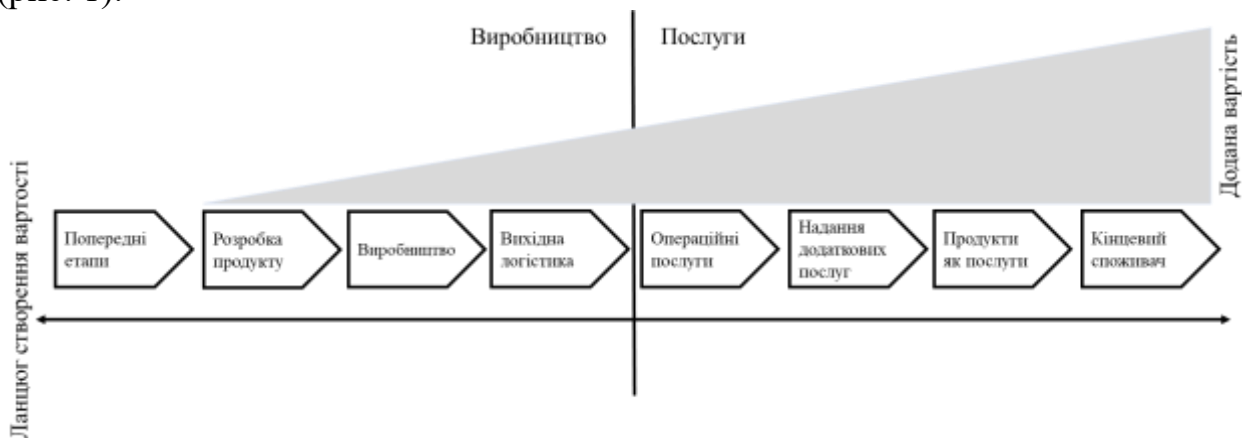 (рис. 1).
Виробництво
Послуги
Додана вартість
Ланцюг створення вартості
Попередні
етапи
Розробка
продукту
Виробництво
Вихідна
логістика
Операційні
послуги
Надання
додаткових
послуг
Продукти
як послуги
Кінцевий
споживач